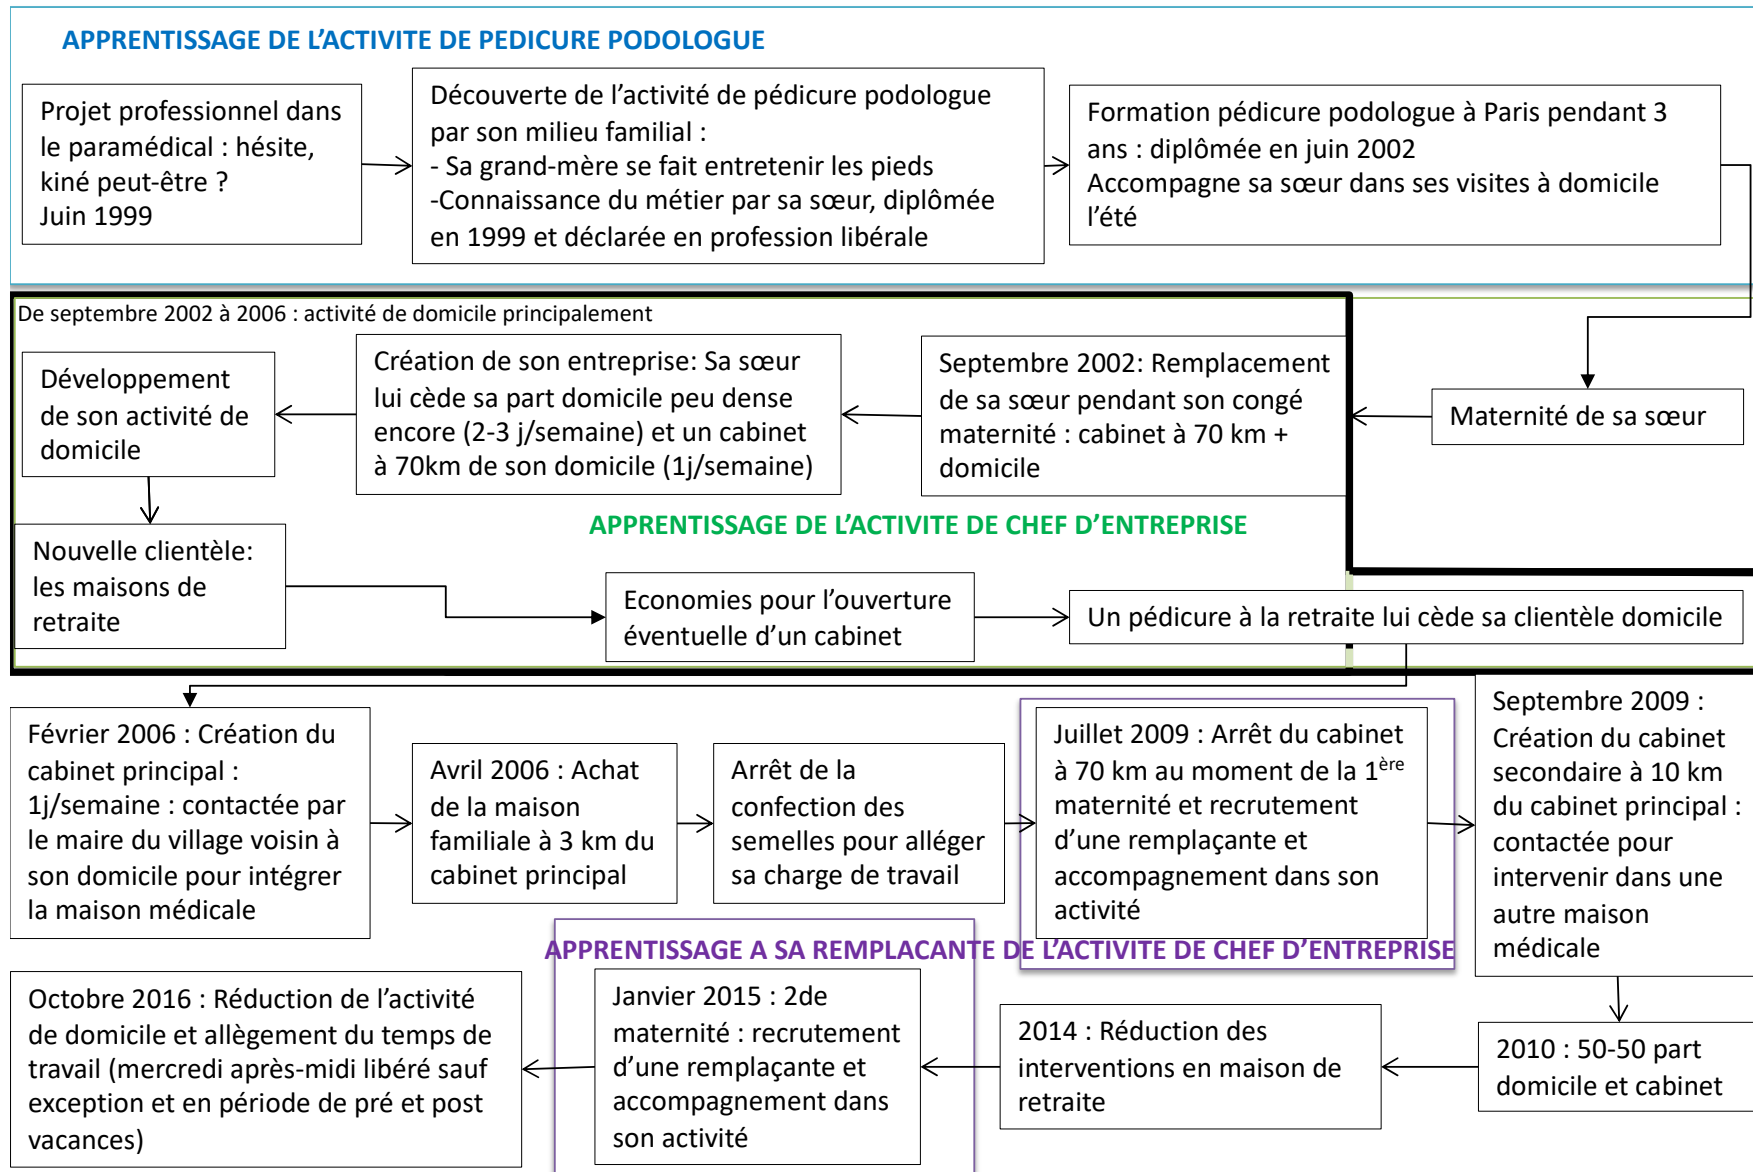 APPRENTISSAGE DE L'ACTIVITE DE PEDICURE PODOLOGUE
Projet professionnel dans
le paramédical : hésite,
kiné peut-être ?
Juin 1999
Découverte de l'activité de pédicure podologue
par son milieu familial :
- Sa grand-mère se fait entretenir les pieds
-Connaissance du métier par sa sœur, diplômée
en 1999 et déclarée en profession libérale
Formation pédicure podologue à Paris pendant 3
ans : diplômée en juin 2002
Accompagne sa sœur dans ses visites à domicile
l'été
De septembre 2002 à 2006 : activité de domicile principalement
Maternité de sa sœur
Septembre 2002: Remplacement
de sa sœur pendant son congé
maternité : cabinet à 70 km +
domicile
Création de son entreprise: Sa sœur
lui cède sa part domicile peu dense
encore (2-3 j/semaine) et un cabinet
à 70km de son domicile (1j/semaine)
Développement
de son activité de
domicile
APPRENTISSAGE DE L'ACTIVITE DE CHEF D'ENTREPRISE
Nouvelle clientèle:
les maisons de
retraite
Economies pour l'ouverture
éventuelle d'un cabinet
Un pédicure à la retraite lui cède sa clientèle domicile
Février 2006 : Création du
cabinet principal :
1j/semaine : contactée par
le maire du village voisin à
son domicile pour intégrer
la maison médicale
Avril 2006 : Achat
de la maison
familiale à 3 km du
cabinet principal
Arrêt de la
confection des
semelles pour alléger
sa charge de travail
Juillet 2009 : Arrêt du cabinet
à 70 km au moment de la 1ère
maternité et recrutement
d'une remplaçante et
accompagnement dans son
activité
Septembre 2009 :
Création du cabinet
secondaire à 10 km
du cabinet principal :
contactée pour
intervenir dans une
autre maison
médicale
APPRENTISSAGE A SA REMPLACANTE DE L'ACTIVITE DE CHEF D'ENTREPRISE
2010 : 50-50 part
domicile et cabinet
2014 : Réduction des
interventions en maison de
retraite
Janvier 2015 : 2de
maternité : recrutement
d'une remplaçante et
accompagnement dans
son activité
Octobre 2016 : Réduction de l'activité
de domicile et allègement du temps de
travail (mercredi après-midi libéré sauf
exception et en période de pré et post
vacances)